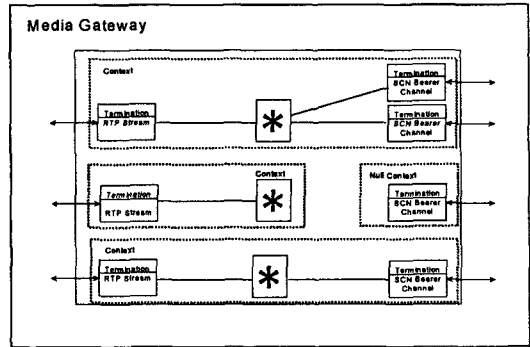 Media Gateway
Context
Termination
SCN Bearer
Channel
Termination
RTP Stream
*
Termination
SCN Bearer
Channel
Context
Null Context
Termination
RTP Stream
*
Termination
SCN Bearer
Channel
Context
Termination
RTP Stream
*
Termination
SCN Bearer
Channel